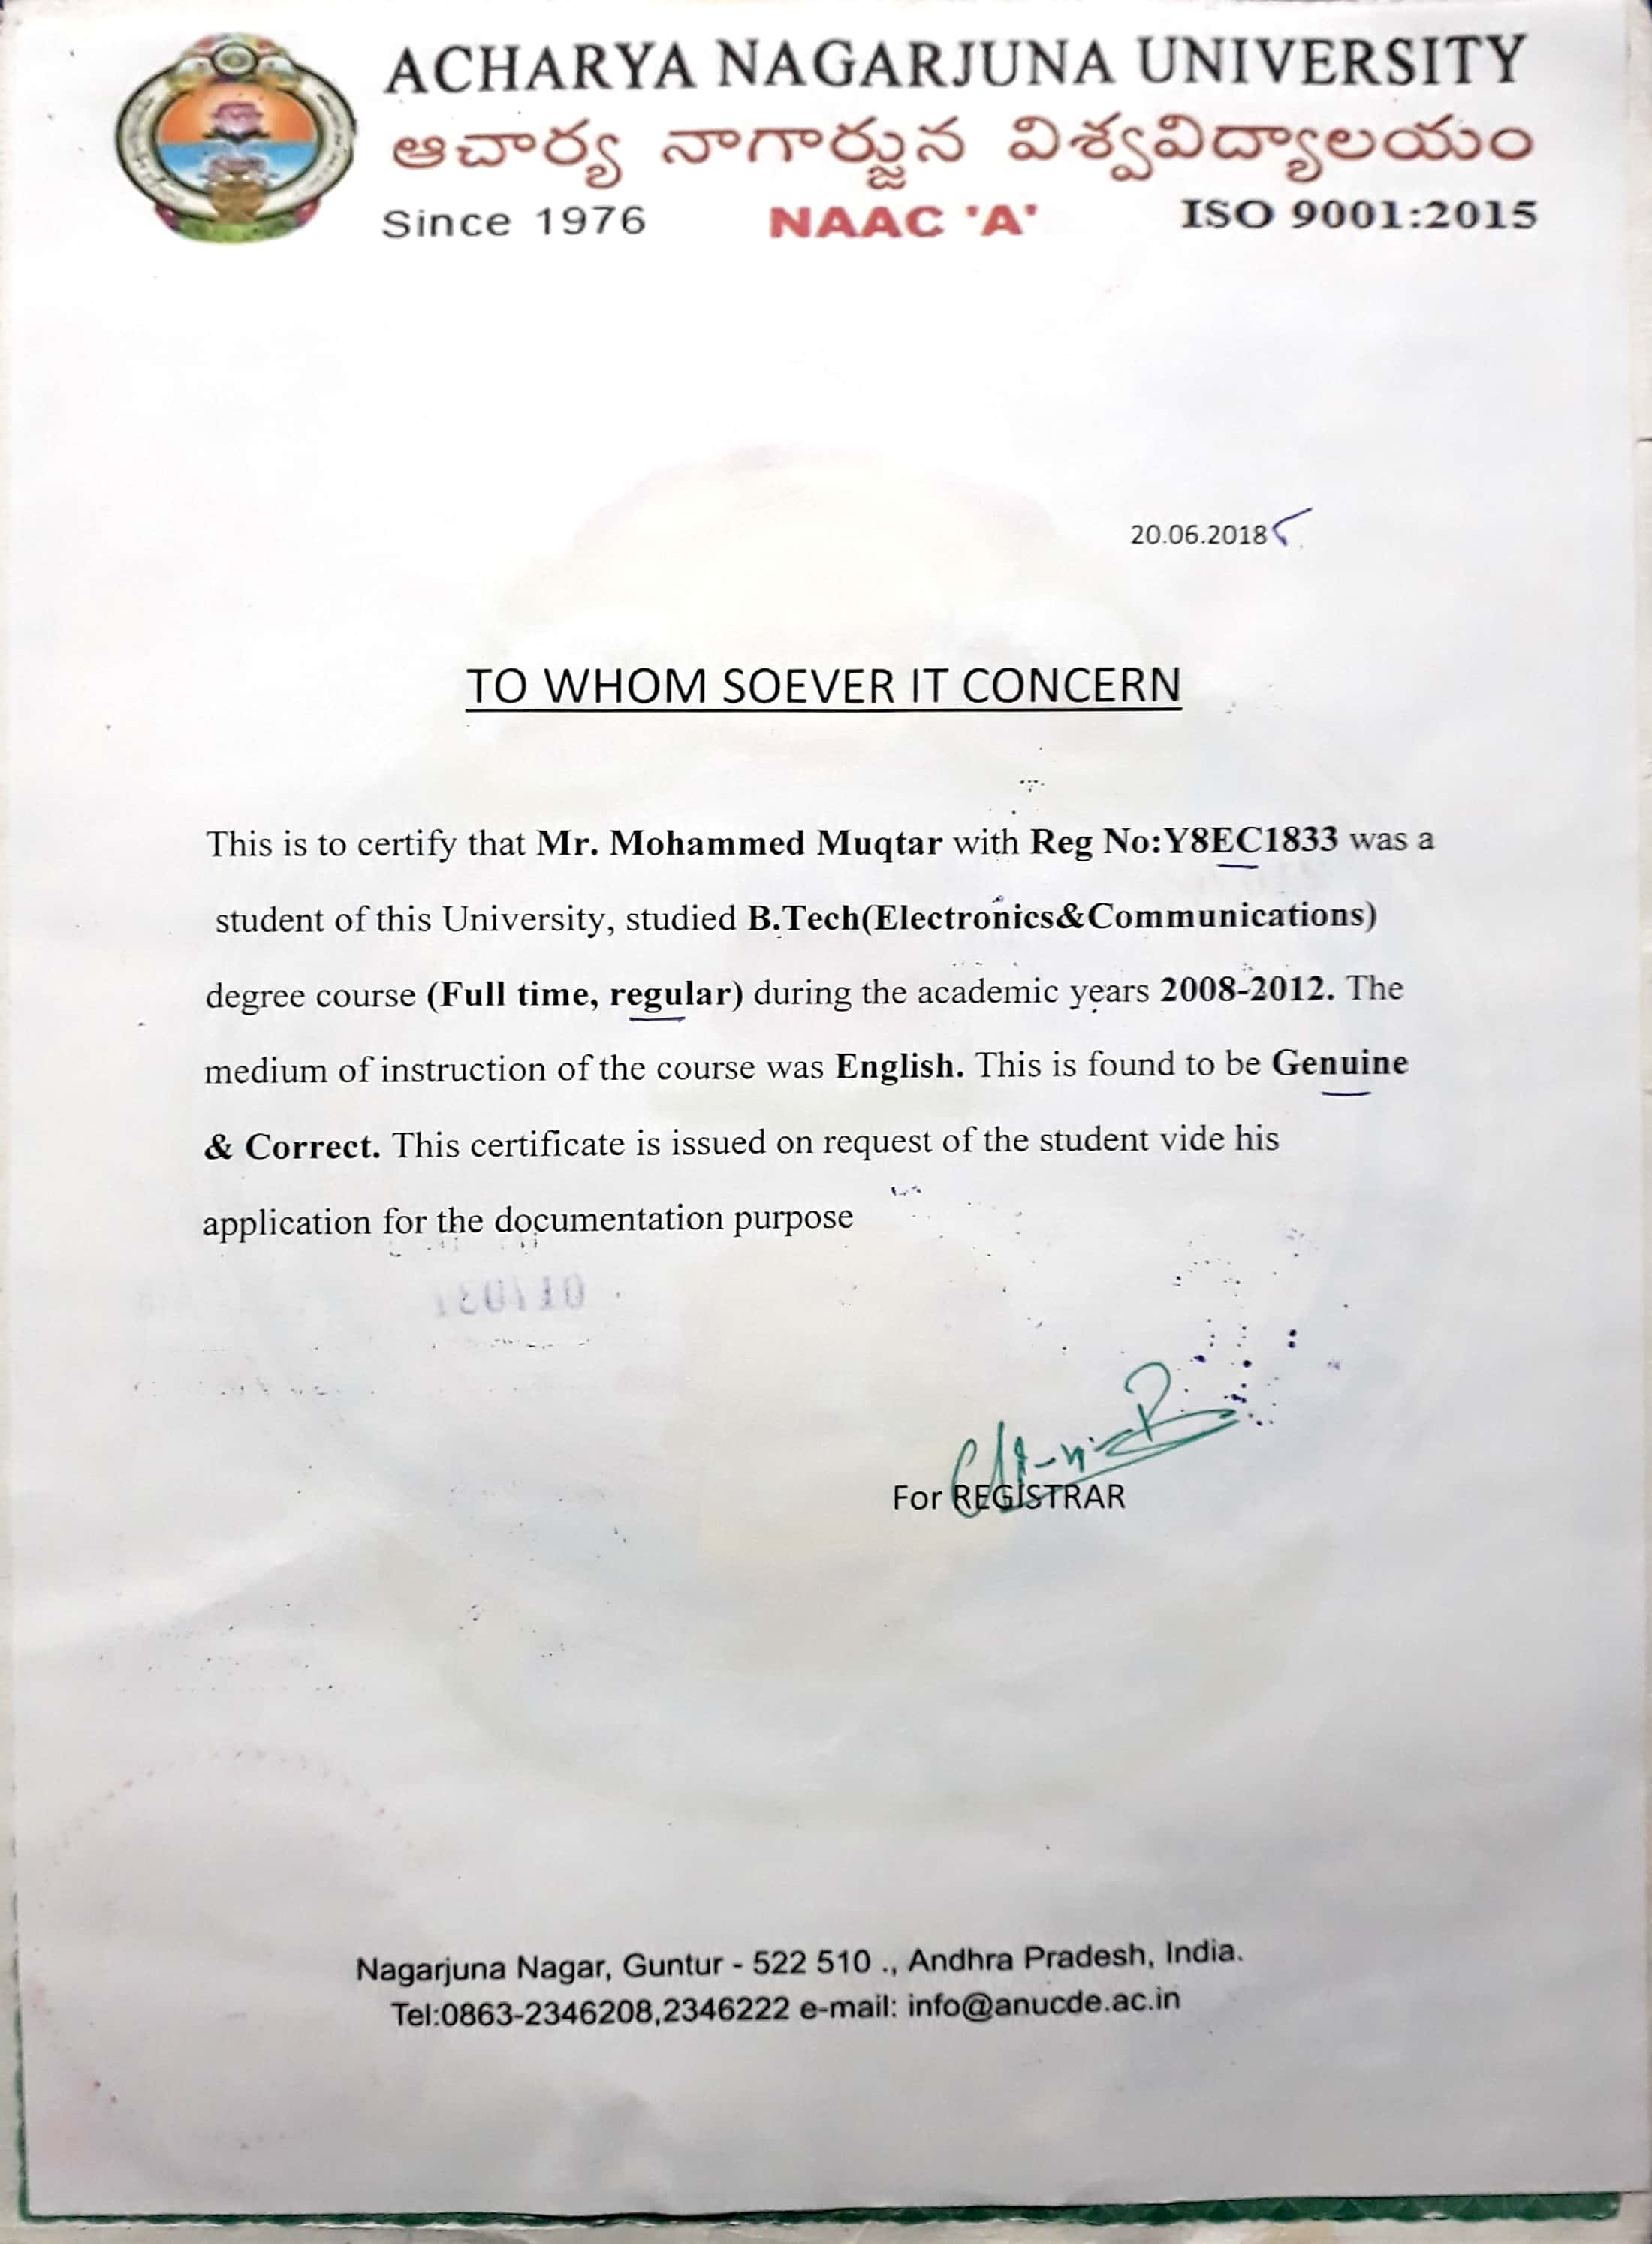 ACHARYA NAGARJUNA UNIVERSITY
ఆచార్య నాగార్జున విశ్వవిద్యాలయం
Since 1976 NAAC 'A' ISO 9001:2015
20.06.2018
TO WHOM SOEVER IT CONCERN
This is to certify that Mr. Mohammed Muqtar with Reg No:Y8EC1833 was a
student of this University, studied B.Tech(Electronics&Communications)
degree course (Full time, regular) during the academic years 2008-2012. The
medium of instruction of the course was English. This is found to be Genuine
& Correct. This certificate is issued on request of the student vide his
application for the documentation purpose
For REGISTRAR
Nagarjuna Nagar, Guntur - 522 510 ., Andhra Pradesh, India.
Tel:0863-2346208,2346222 e-mail: info@anucde.ac.in